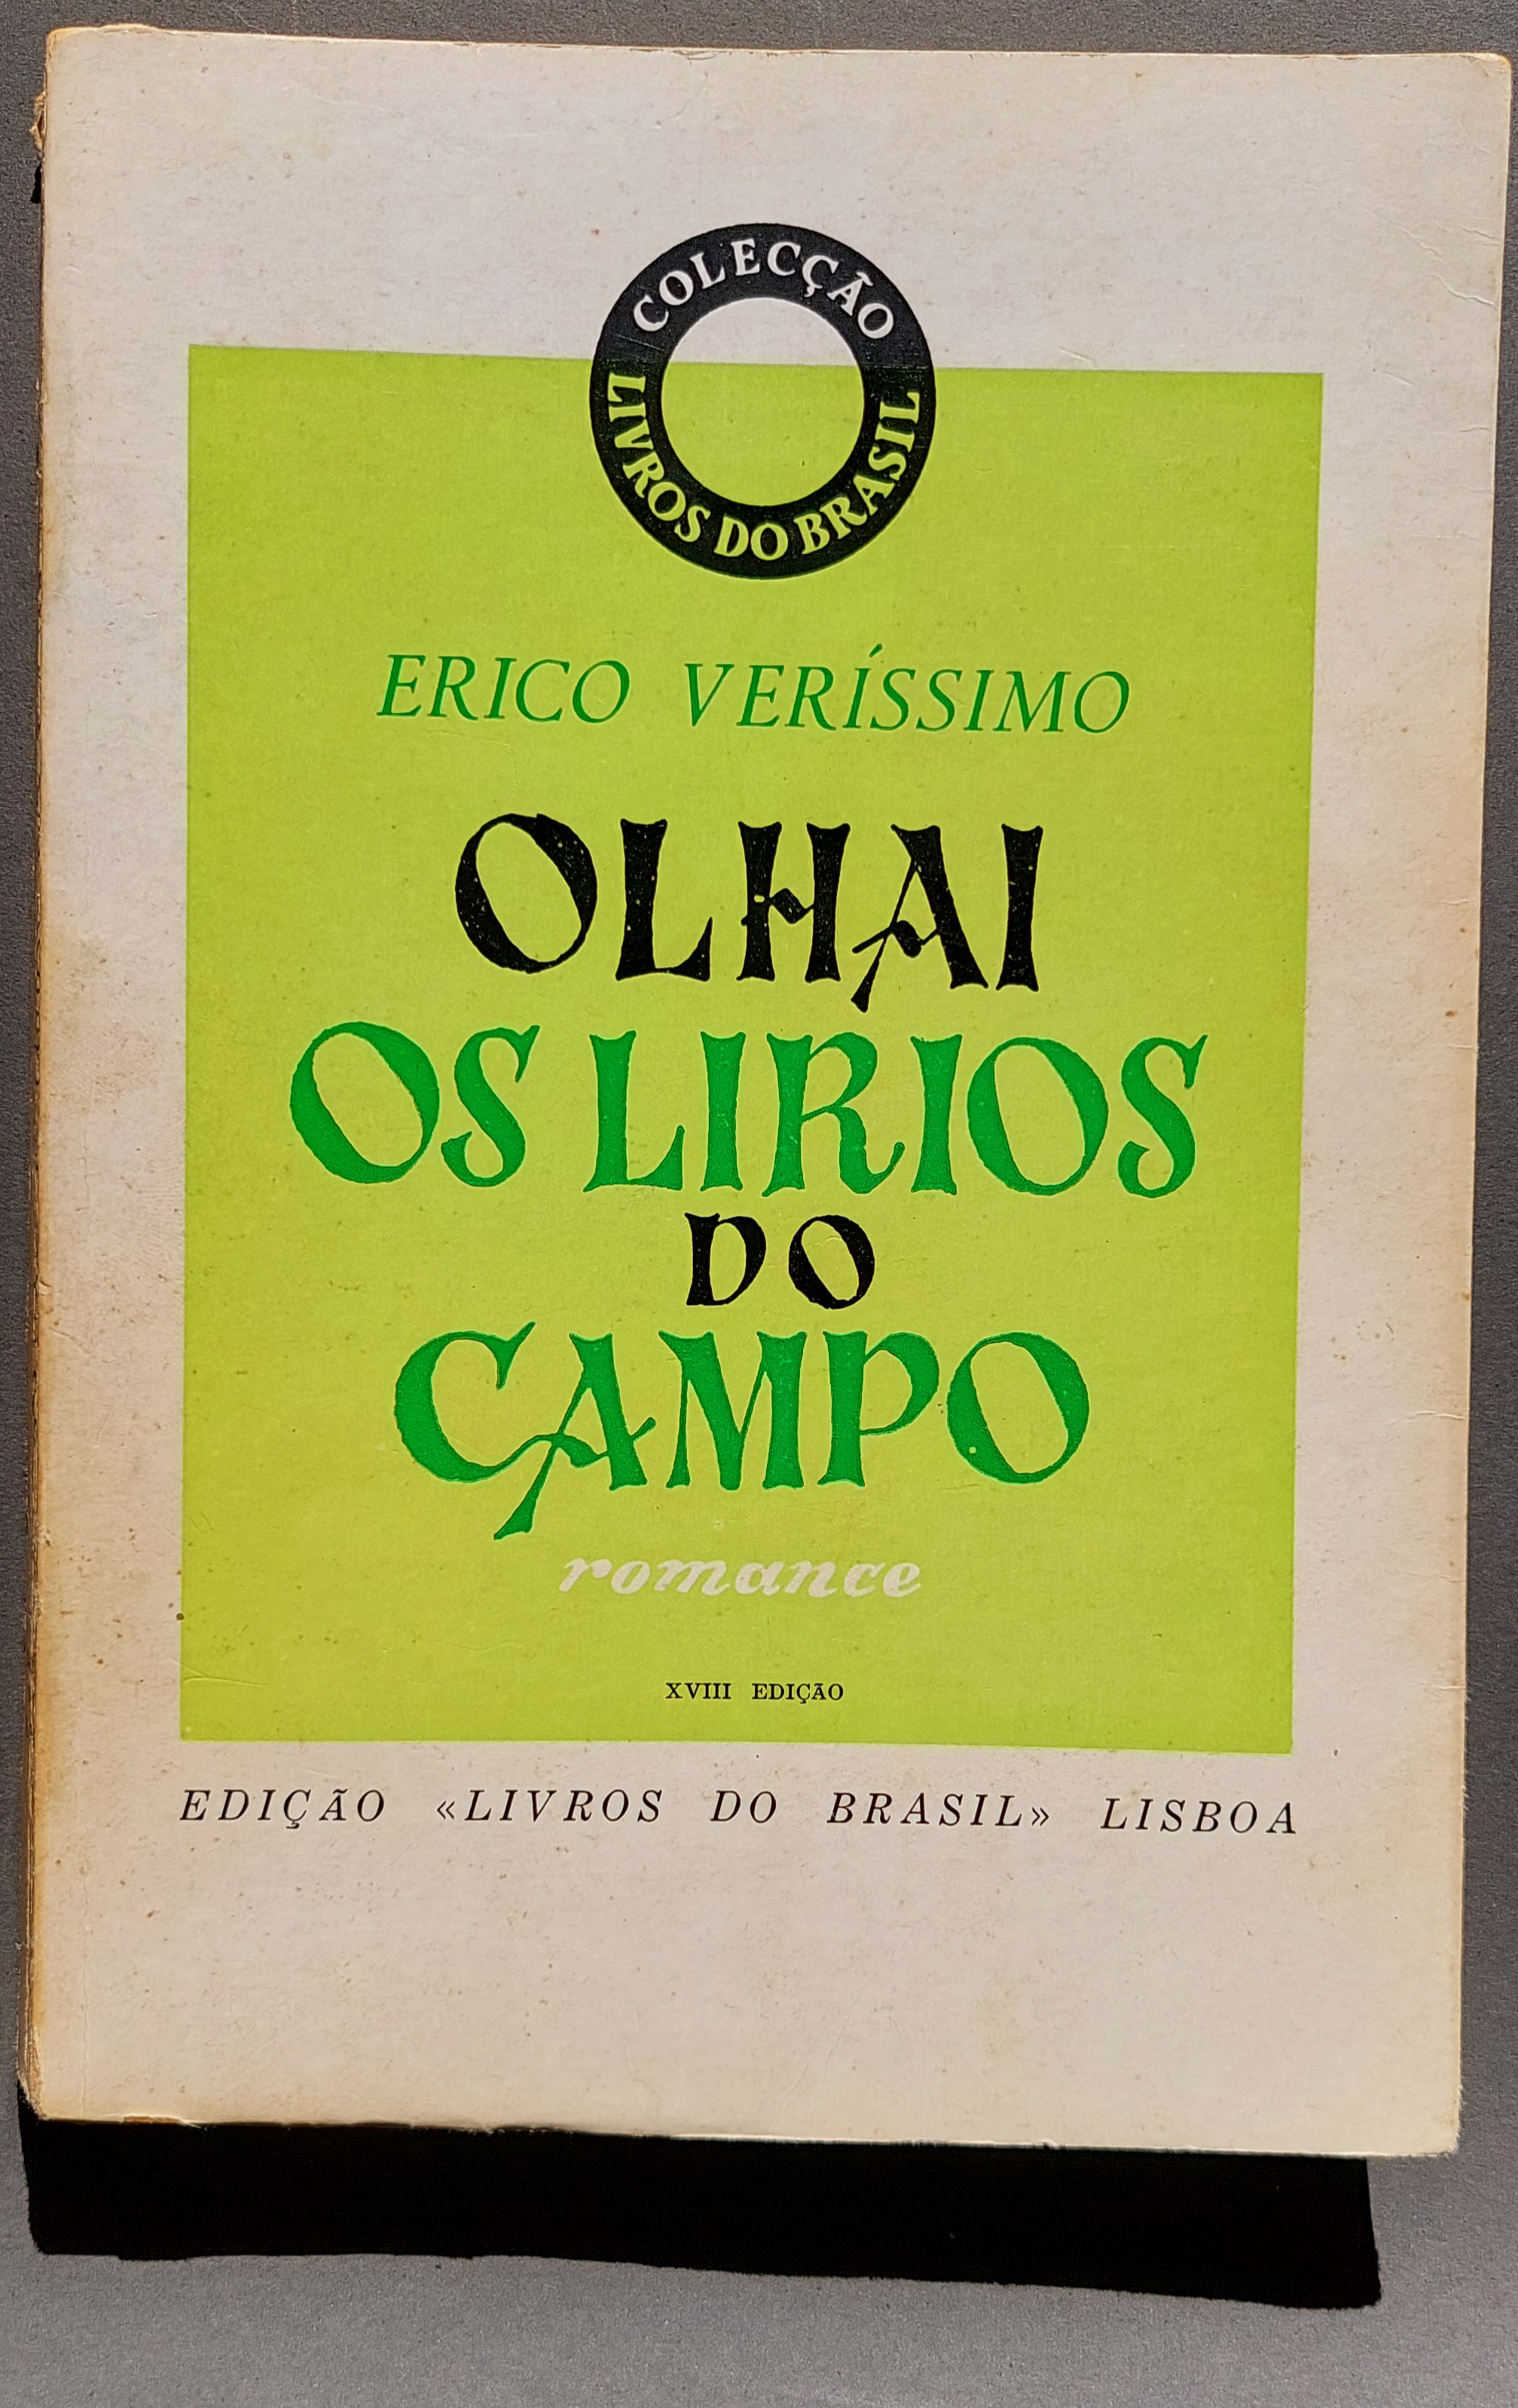 COLECÇÃO
LIVROS DO BRASIL
ERICO VERÍSSIMO
OLHAI
OS LIRIOS
DO
CAMPO
romance
XVIII EDIÇÃO
EDIÇÃO «LIVROS DO BRASIL» LISBOA